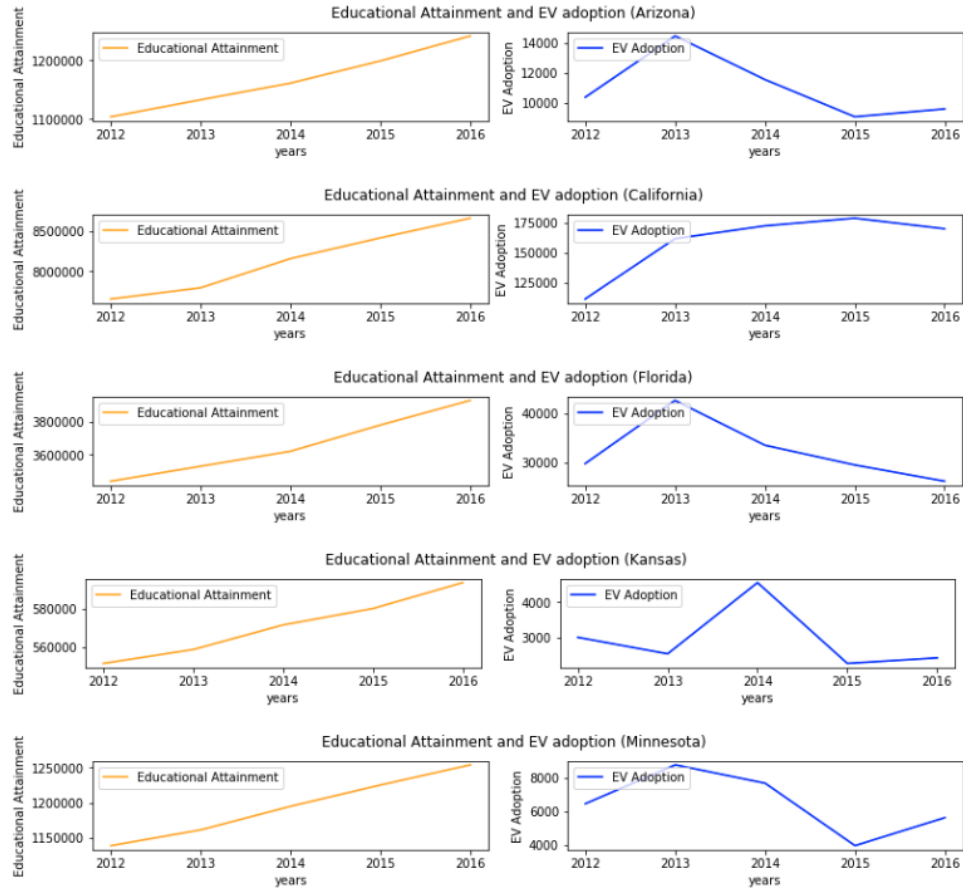 Educational Attainment and EV adoption (Arizona)
Educational Attainment
1200000
1100000
Educational Attainment
2012 2013 2014 2015 2016
years
EV Adoption
14000
12000
10000
EV Adoption
2012 2013 2014 2015 2016
years
Educational Attainment and EV adoption (California)
Educational Attainment
8500000
8000000
Educational Attainment
2012 2013 2014 2015 2016
years
EV Adoption
175000
150000
125000
EV Adoption
2012 2013 2014 2015 2016
years
Educational Attainment and EV adoption (Florida)
Educational Attainment
3800000
3600000
Educational Attainment
2012 2013 2014 2015 2016
years
EV Adoption
40000
30000
EV Adoption
2012 2013 2014 2015 2016
years
Educational Attainment and EV adoption (Kansas)
Educational Attainment
580000
560000
Educational Attainment
2012 2013 2014 2015 2016
years
EV Adoption
4000
3000
EV Adoption
2012 2013 2014 2015 2016
years
Educational Attainment and EV adoption (Minnesota)
Educational Attainment
1250000
1200000
1150000
Educational Attainment
2012 2013 2014 2015 2016
years
EV Adoption
8000
6000
4000
EV Adoption
2012 2013 2014 2015 2016
years